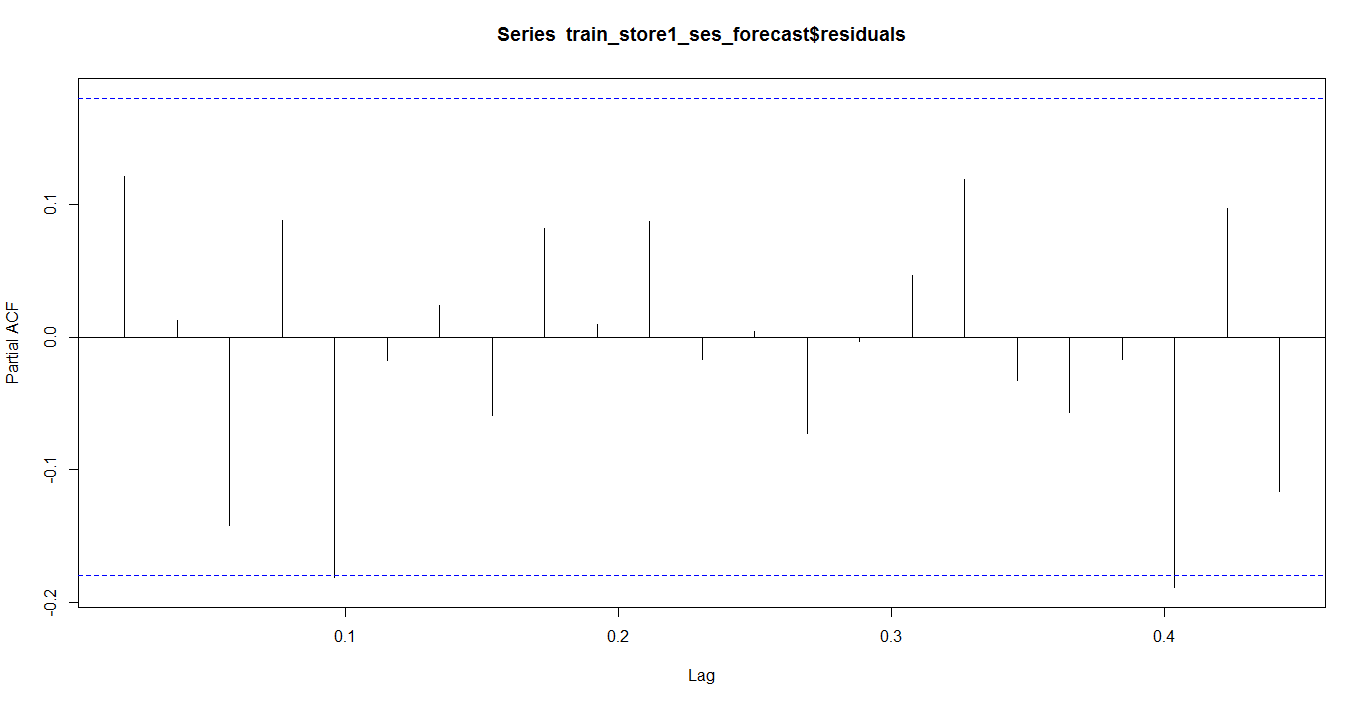 Series train_store1_ses_forecast$residuals
Partial ACF
0.1
0.0
-0.1
-0.2
0.1
0.2
0.3
0.4
Lag